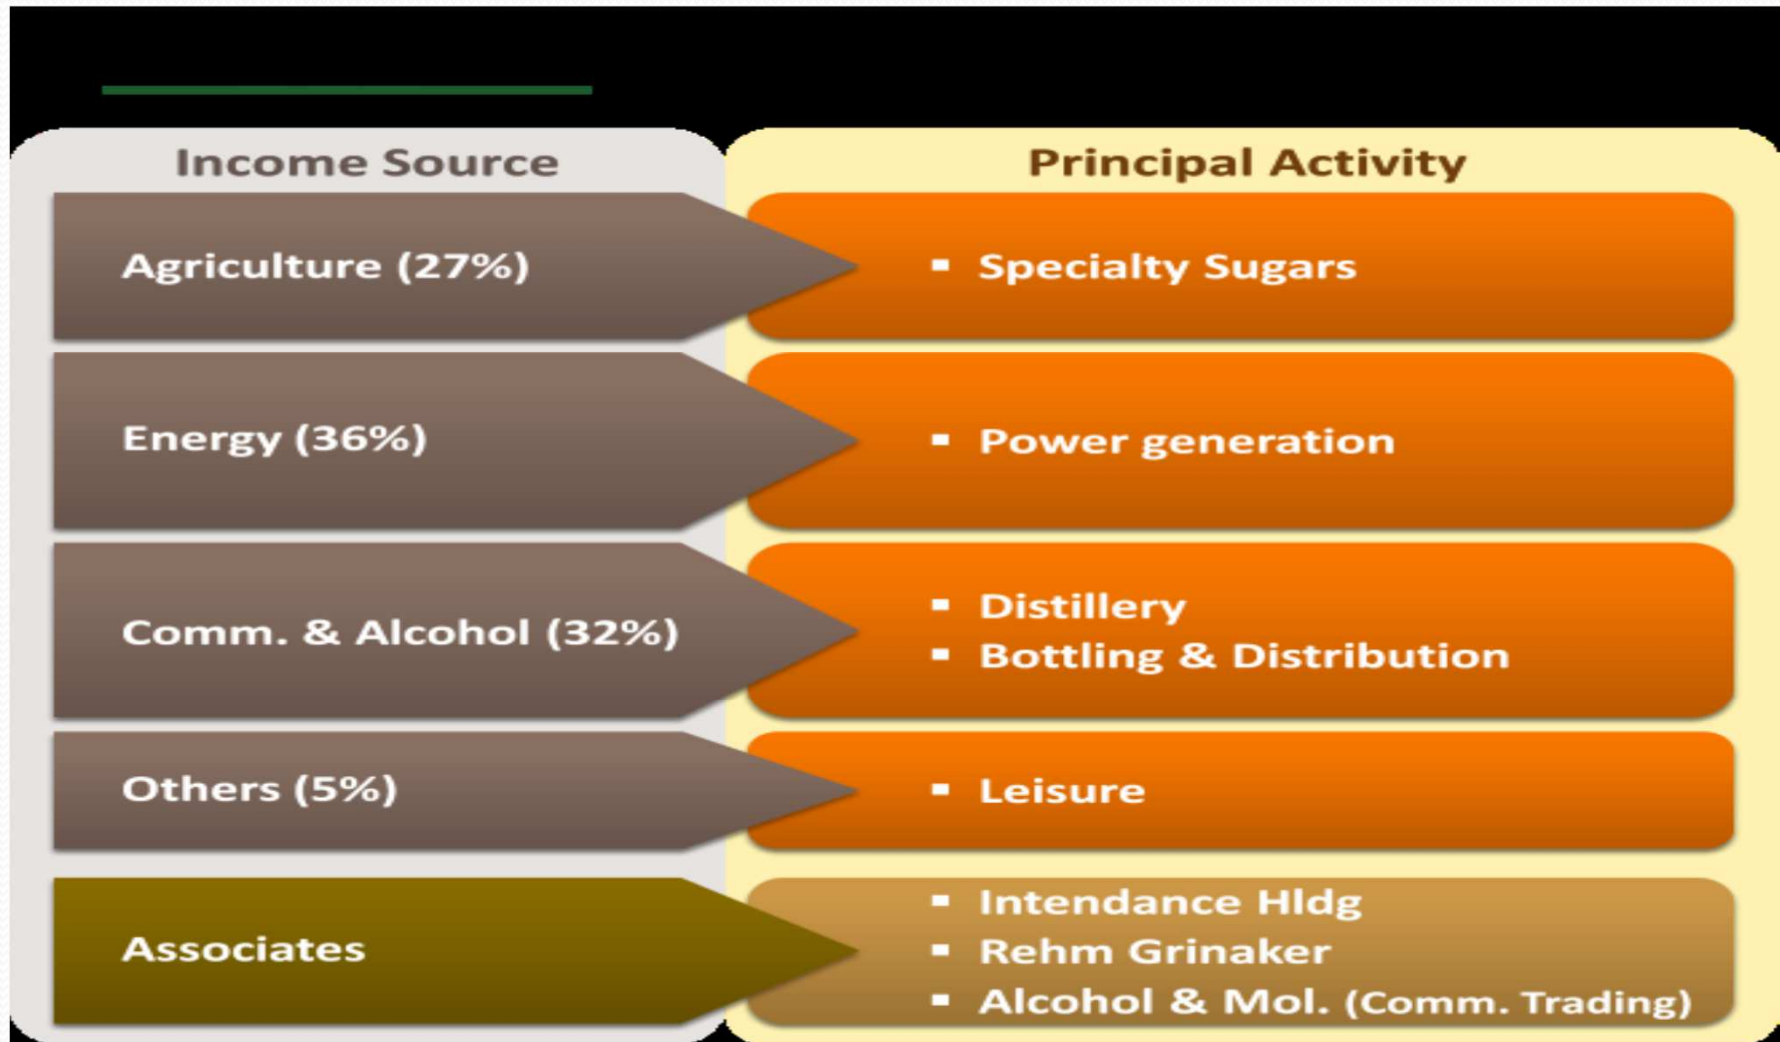 Income Source
Principal Activity
Agriculture (27%)
▪ Specialty Sugars
Energy (36%)
▪ Power generation
Comm. & Alcohol (32%)
▪ Distillery
▪ Bottling & Distribution
Others (5%)
▪ Leisure
Associates
▪ Intendance Hldg
▪ Rehm Grinaker
▪ Alcohol & Mol. (Comm. Trading)